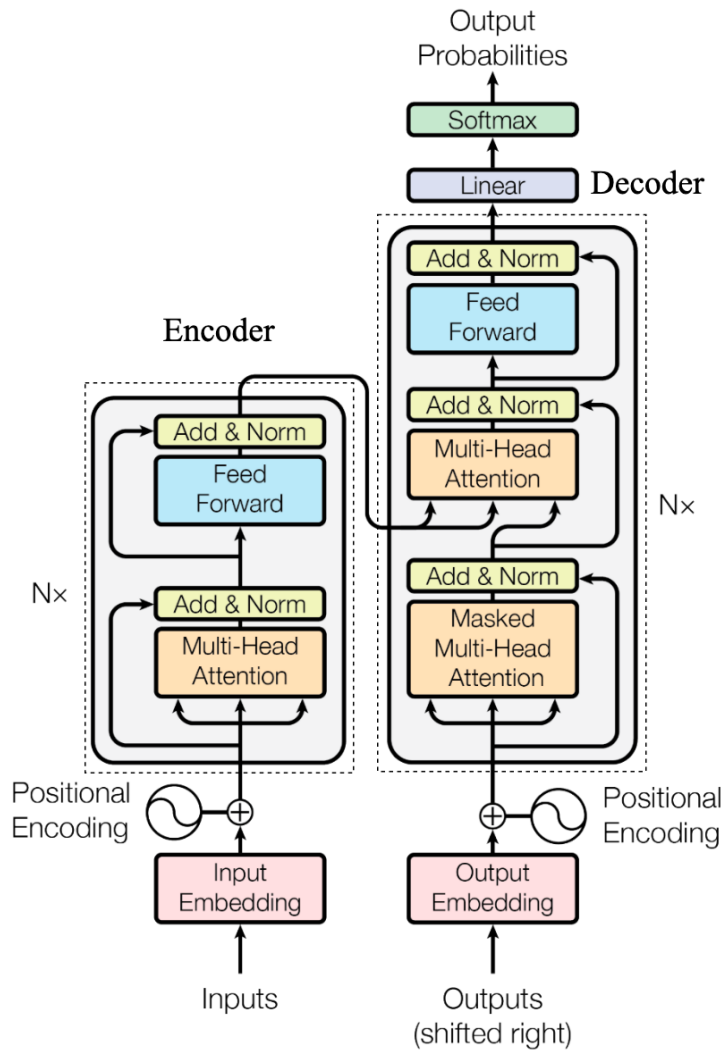 Output
Probabilities
Softmax
Linear
Decoder
Add & Norm
Feed
Forward
Add & Norm
Multi-Head
Attention
Nx
Add & Norm
Masked
Multi-Head
Attention
Encoder
Add & Norm
Feed
Forward
Nx
Add & Norm
Multi-Head
Attention
Positional
Encoding
Positional
Encoding
Input
Embedding
Output
Embedding
Inputs
Outputs
(shifted right)